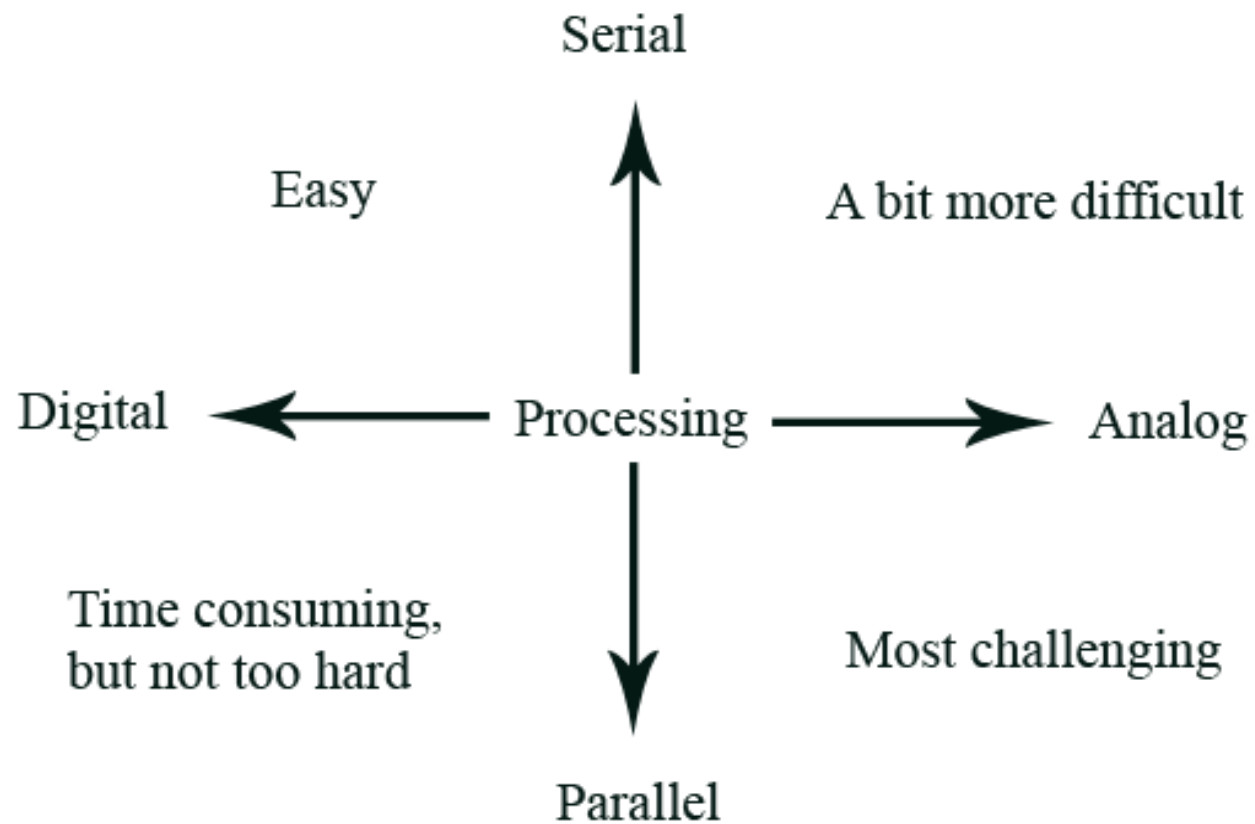 Serial
Easy
A bit more difficult
Digital
Processing
Analog
Time consuming,
but not too hard
Most challenging
Parallel